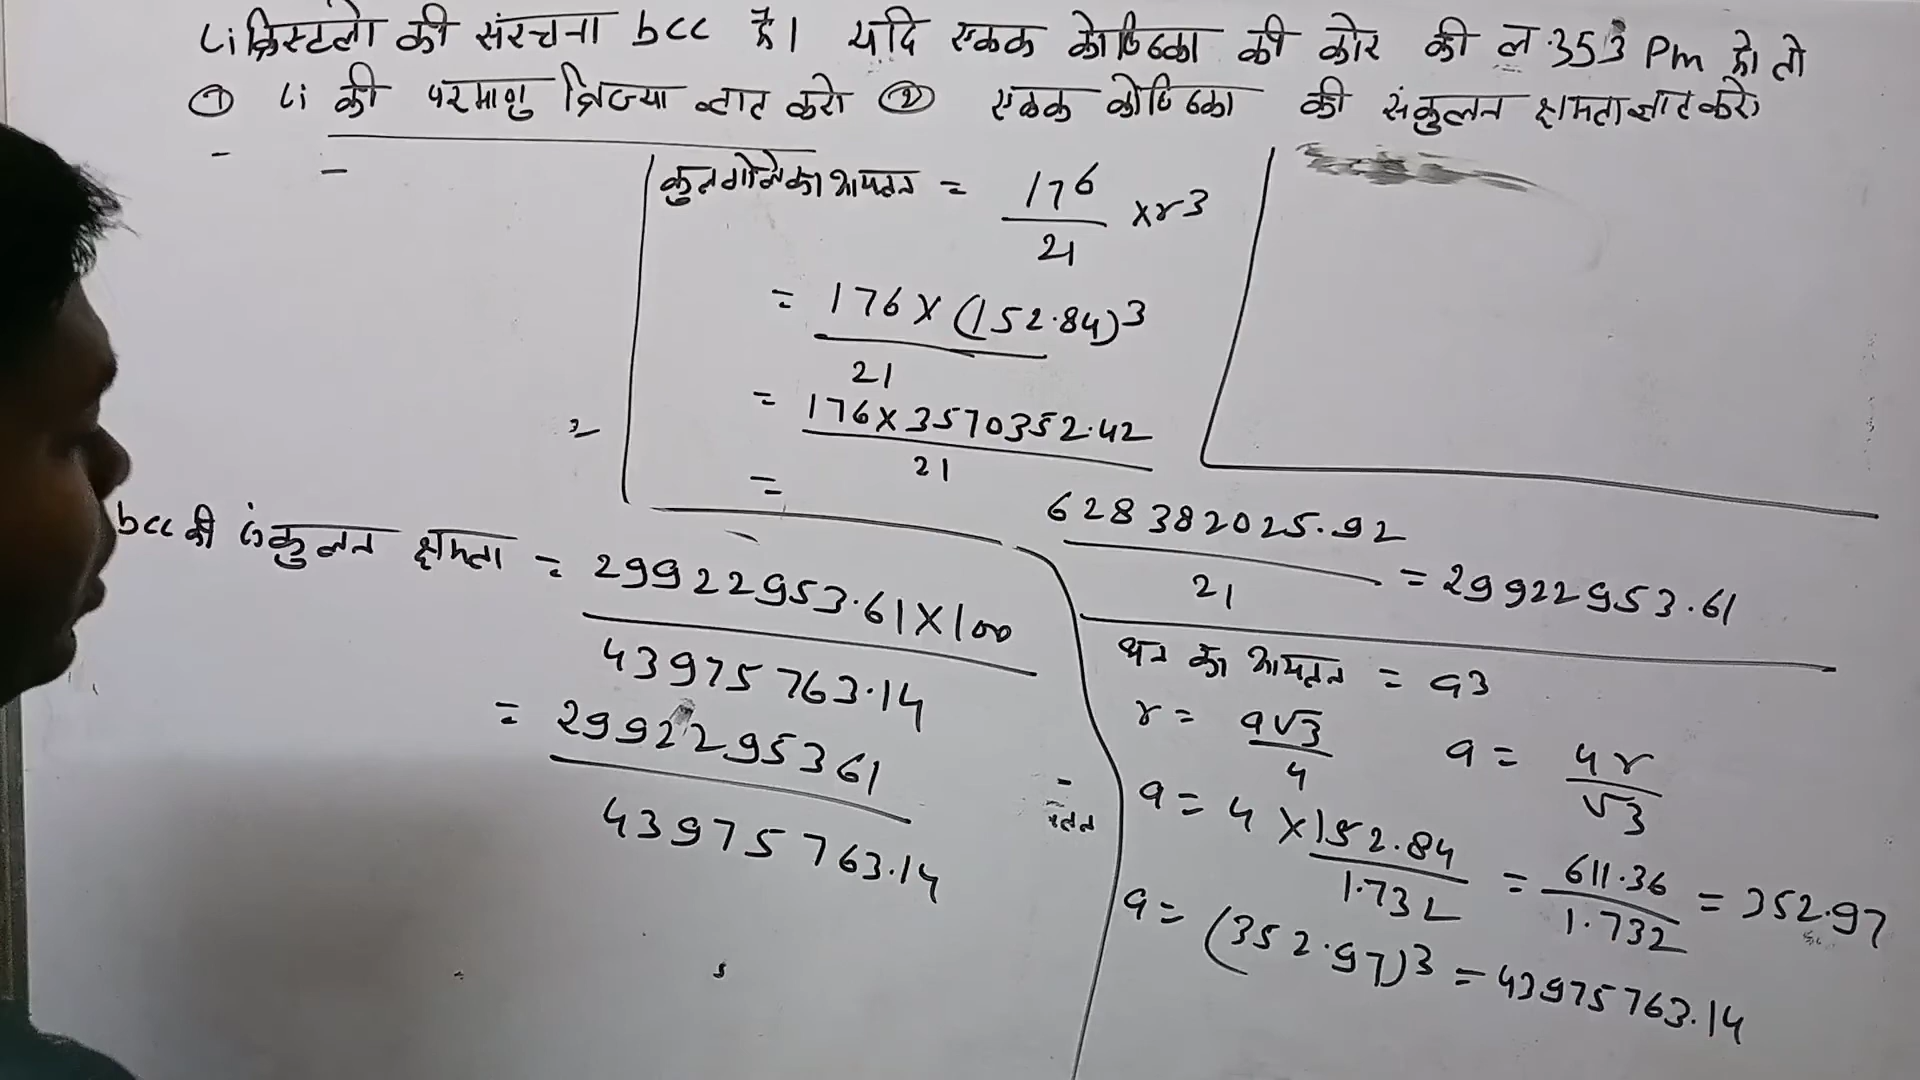 Li क्रिस्टलो की संरचना bcc है। यदि एकक कोष्ठिका की कोर की ल.353 Pm है। तो
① Li की परमाणु त्रिज्या ज्ञात करो ② एकक कोष्ठिका की संकुलन क्षमता ज्ञात करो
कुल गोले का आयतन = 176/21 ×r3
= 176×(152.84)3/21
= 176×3570352.42/21
=
628382025.92/21 = 29922953.61
bcc की संकुलन क्षमता = 29922953.61×100/43975763.14
= 2992295361/43975763.14
घन का आयतन = a3
r = a√3/4 a = 4r/√3
a = 4×152.84/1.732 = 611.36/1.732 = 352.97
a = (352.97)3 = 43975763.14